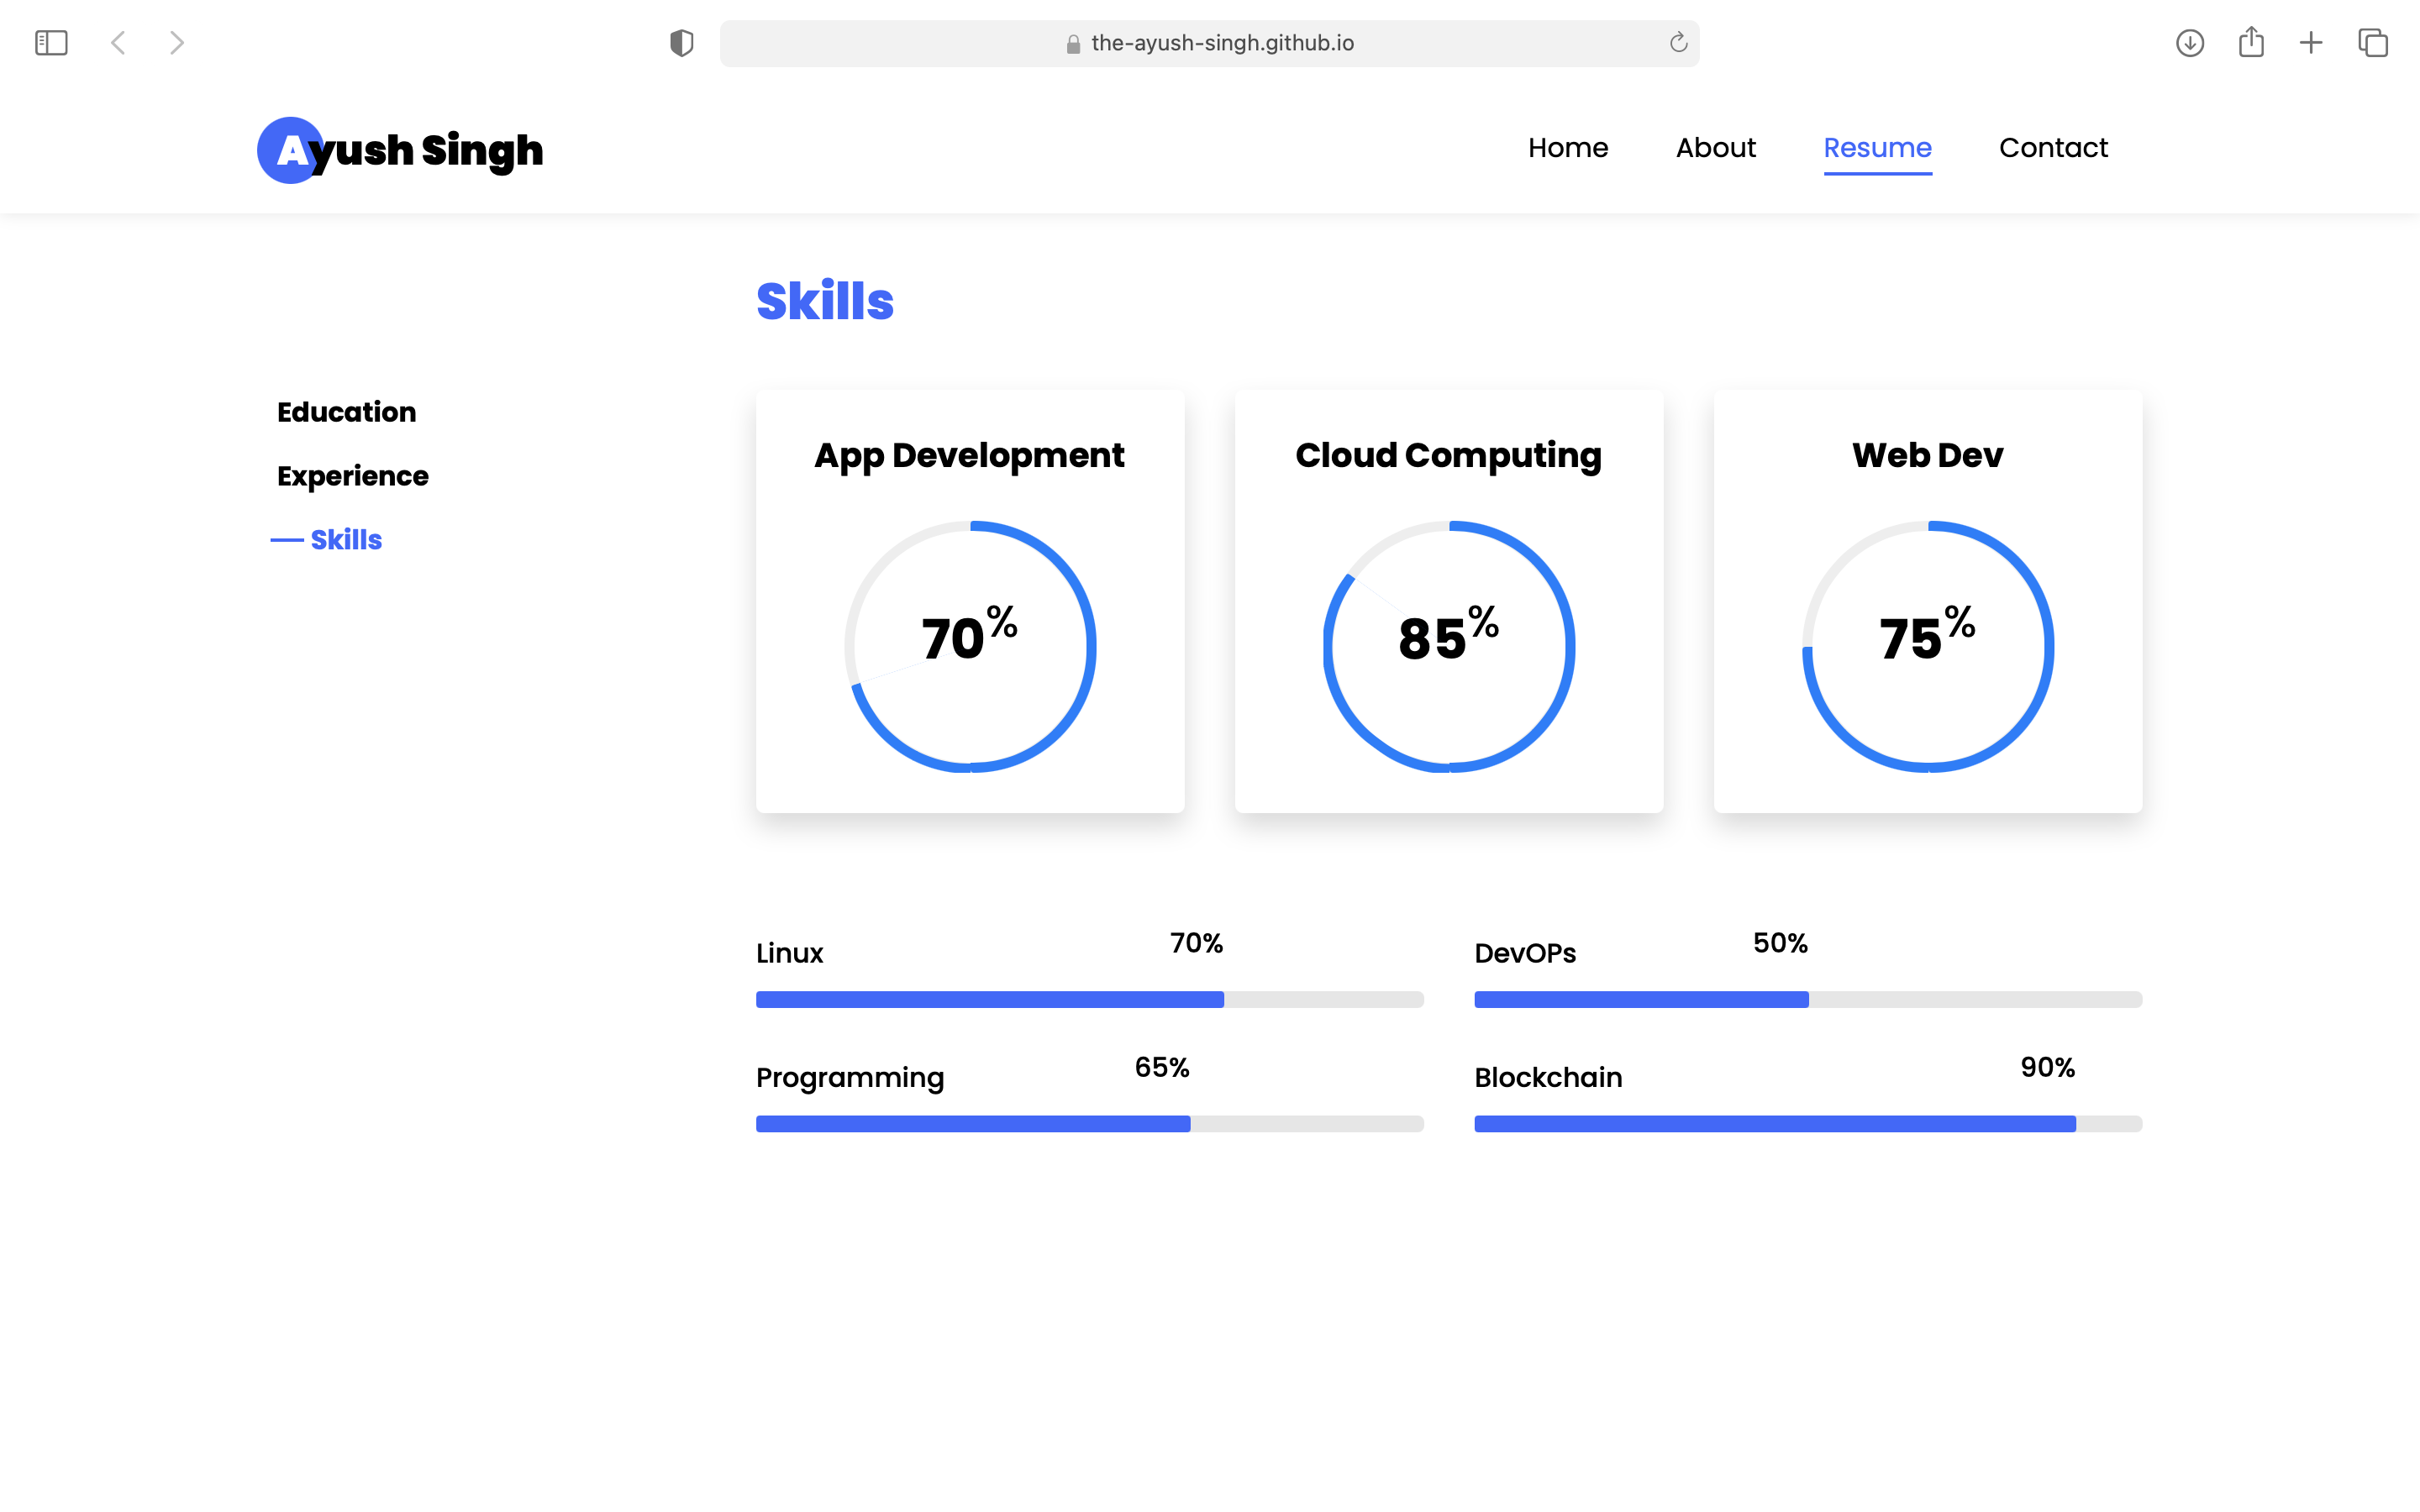 the-ayush-singh.github.io
Ayush Singh
Home About Resume Contact
Skills
Education
Experience
Skills
App Development
70%
Cloud Computing
85%
Web Dev
75%
Linux 70%
DevOPs 50%
Programming 65%
Blockchain 90%